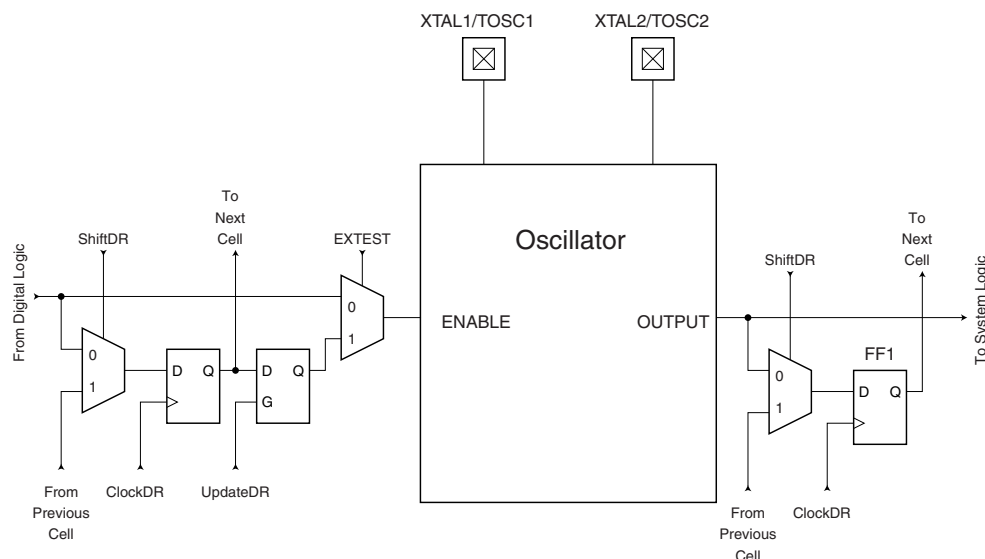 XTAL1/TOSC1
XTAL2/TOSC2
To
Next
Cell
ShiftDR
EXTEST
From Digital Logic
0
1
D
Q
D
Q
G
0
1
From
Previous
Cell
ClockDR
UpdateDR
Oscillator
ENABLE
OUTPUT
To
Next
Cell
ShiftDR
To System Logic
FF1
0
1
D
Q
From
Previous
Cell
ClockDR